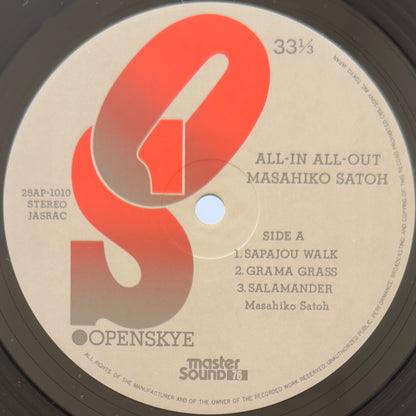 33⅓
ALL-IN ALL-OUT
MASAHIKO SATOH
25AP-1010
STEREO
JASRAC
SIDE A
1. SAPAJOU WALK
2. GRAMA GRASS
3. SALAMANDER
Masahiko Satoh
OPENSKYE
master
SOUND 76
ALL RIGHTS OF THE MANUFACTURER AND OF THE OWNER OF THE RECORDED WORK RESERVED. UNAUTHORIZED PUBLIC PERFORMANCE, BROADCASTING AND COPYING OF THIS RECORD PROHIBITED.